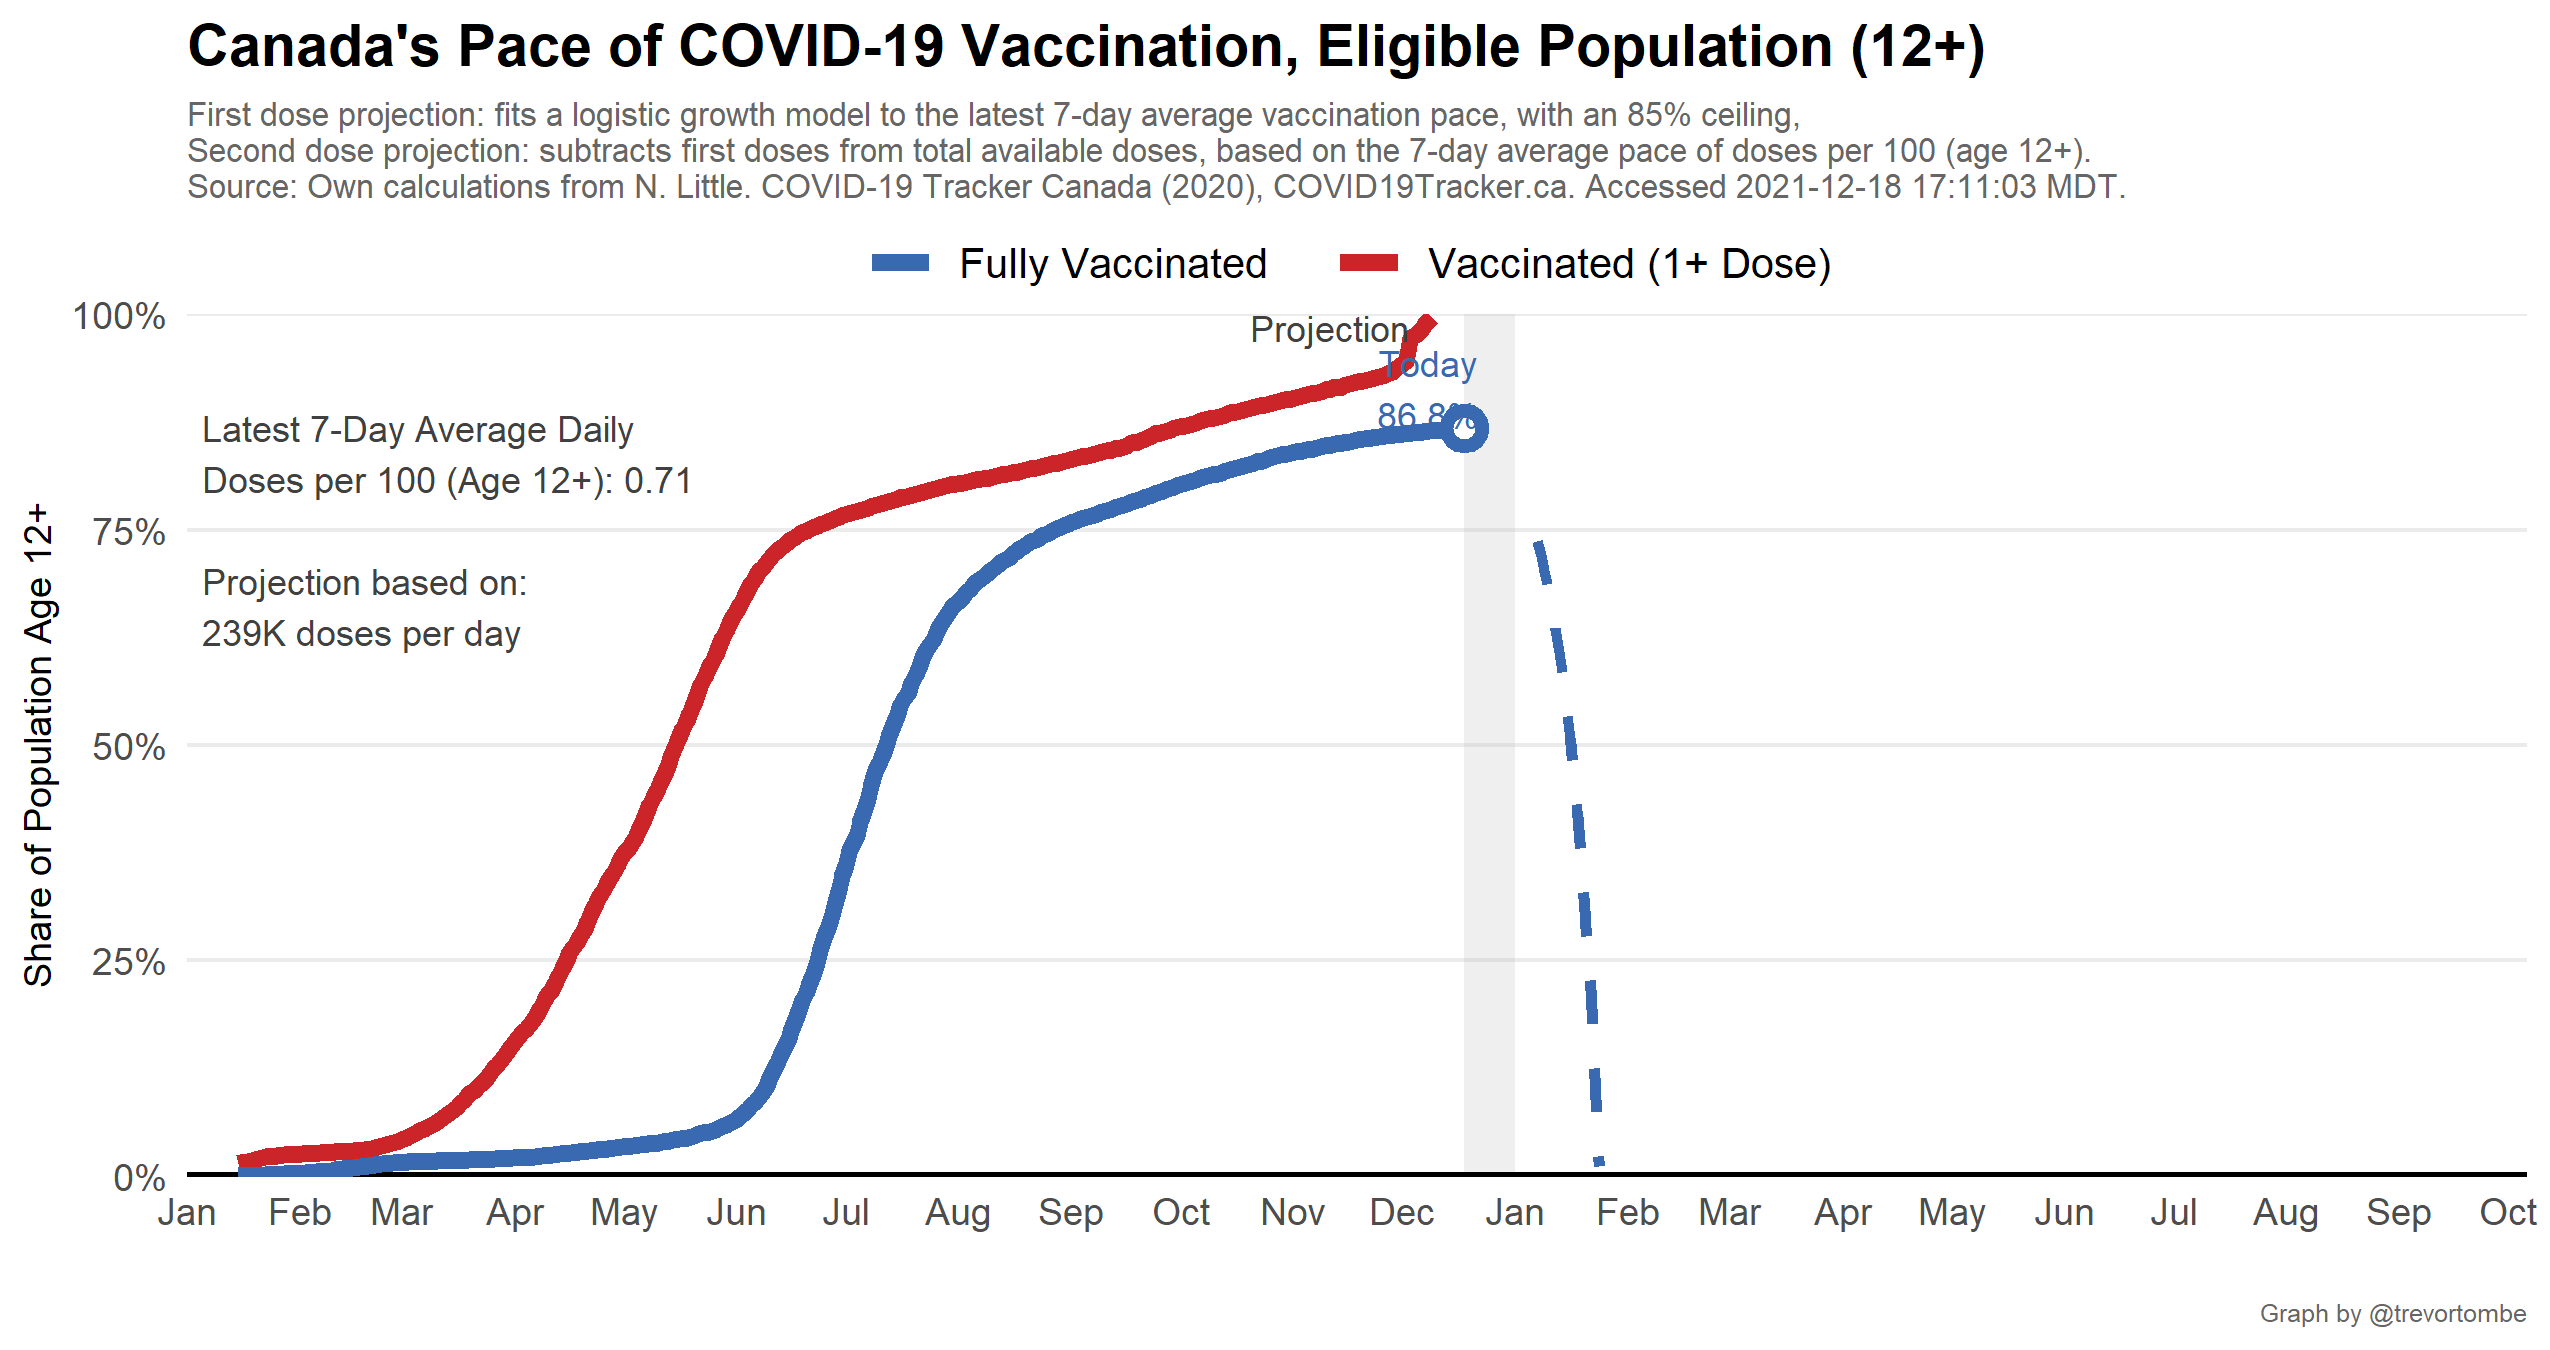 Canada's Pace of COVID-19 Vaccination, Eligible Population (12+)
First dose projection: fits a logistic growth model to the latest 7-day average vaccination pace, with an 85% ceiling,
Second dose projection: subtracts first doses from total available doses, based on the 7-day average pace of doses per 100 (age 12+).
Source: Own calculations from N. Little. COVID-19 Tracker Canada (2020), COVID19Tracker.ca. Accessed 2021-12-18 17:11:03 MDT.
Fully Vaccinated
Vaccinated (1+ Dose)
100%
75%
50%
25%
0%
Share of Population Age 12+
Projection
Today
86.8%
Latest 7-Day Average Daily
Doses per 100 (Age 12+): 0.71
Projection based on:
239K doses per day
Jan Feb Mar Apr May Jun Jul Aug Sep Oct Nov Dec Jan Feb Mar Apr May Jun Jul Aug Sep Oct
Graph by @trevortombe